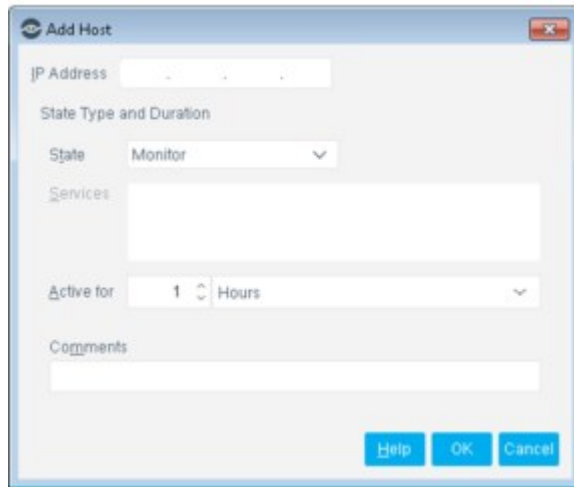 Add Host
IP Address . . .
State Type and Duration
State Monitor
Services
Active for 1 Hours
Comments
Help OK Cancel